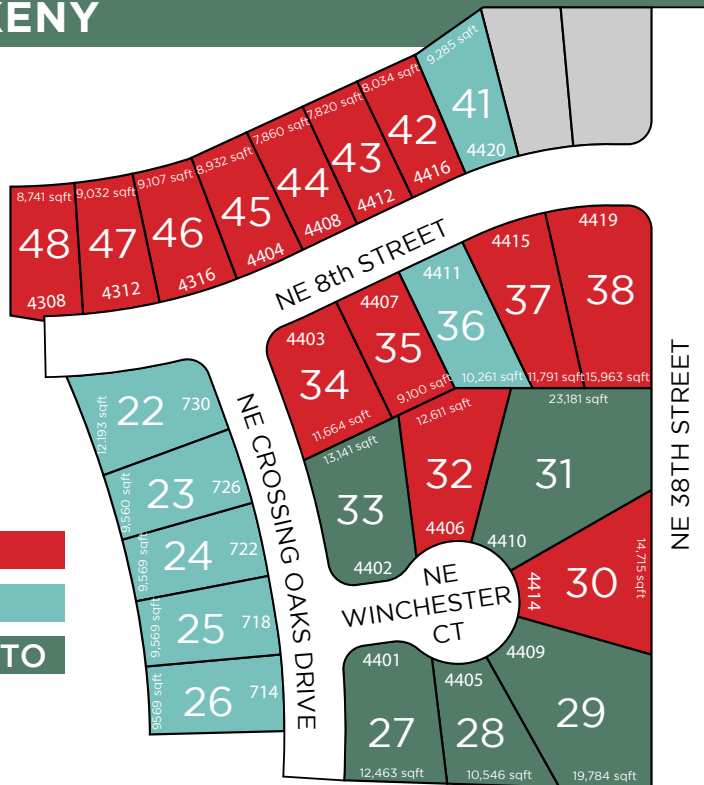 KENY
9,285 sqft
41
4420
8,034 sqft
42
4416
7,820 sqft
43
4412
7,860 sqft
44
4408
8,932 sqft
45
4404
9,107 sqft
46
4316
9,032 sqft
47
4312
8,741 sqft
48
4308
NE 8th STREET
4403
34
11,664 sqft
4407
35
9,100 sqft
4411
36
10,261 sqft
4415
37
11,791 sqft
4419
38
15,963 sqft
NE 38TH STREET
12,193 sqft
22
730
9,560 sqft
23
726
9,569 sqft
24
722
9,569 sqft
25
718
9569 sqft
26
714
NE CROSSING OAKS DRIVE
13,141 sqft
33
4402
12,611 sqft
32
4406
23,181 sqft
31
4410
14,715 sqft
30
4414
NE
WINCHESTER
CT
4401
27
12,463 sqft
4405
28
10,546 sqft
4409
29
19,784 sqft
TO